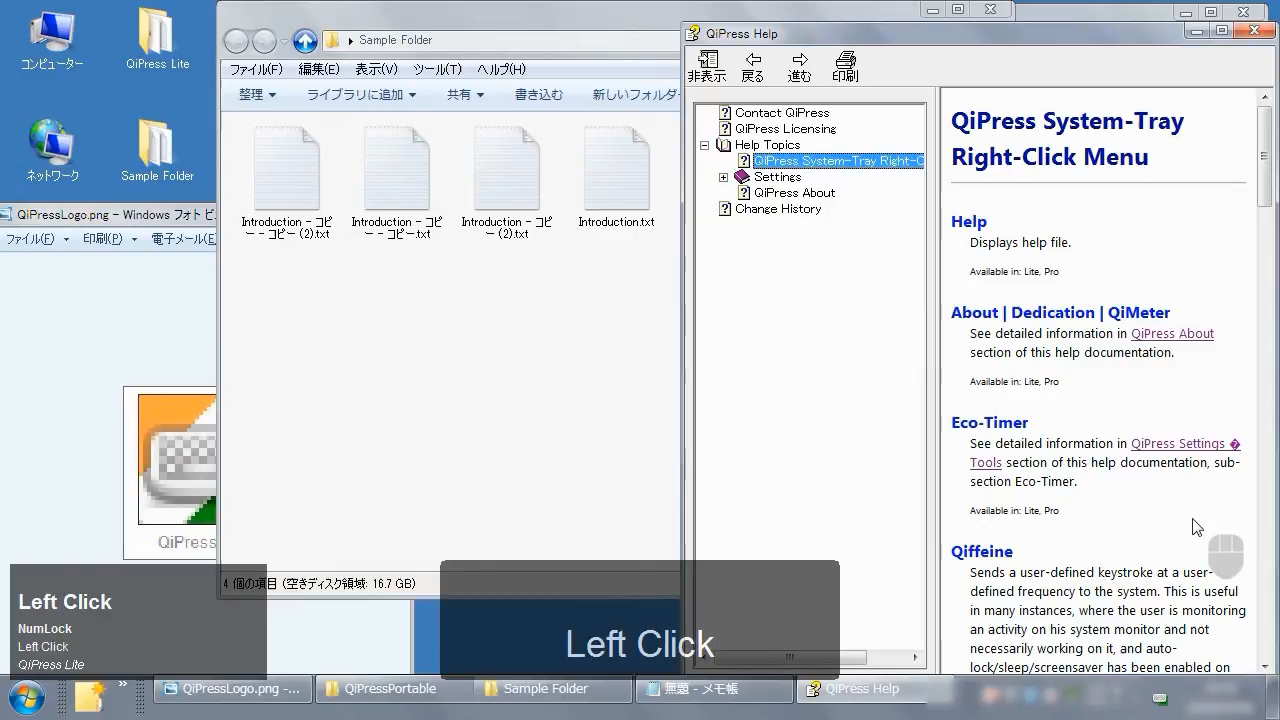 コンピューター
QiPress Lite
ネットワーク
Sample Folder
QiPressLogo.png - Windows フォト ビ
ファイル(F)
印刷(P)
電子メール(E
QiPress
Sample Folder
ファイル(F)
編集(E)
表示(V)
ツール(T)
ヘルプ(H)
整理
ライブラリに追加
共有
書き込む
新しいフォルダー
Introduction - コピ
ー - コピー (2).txt
Introduction - コピ
ー - コピー.txt
Introduction - コピ
ー (2).txt
Introduction.txt
4 個の項目 (空きディスク領域: 16.7 GB)
QiPress Help
非表示
戻る
進む
印刷
Contact QiPress
QiPress Licensing
Help Topics
QiPress System-Tray Right-C
Settings
QiPress About
Change History
QiPress System-Tray
Right-Click Menu
Help
Displays help file.
Available in: Lite, Pro
About | Dedication | QiMeter
See detailed information in QiPress About
section of this help documentation.
Available in: Lite, Pro
Eco-Timer
See detailed information in QiPress Settings �
Tools section of this help documentation, sub-
section Eco-Timer.
Available in: Lite, Pro
Qiffeine
Sends a user-defined keystroke at a user-
defined frequency to the system. This is useful
in many instances, where the user is monitoring
an activity on his system monitor and not
necessarily working on it, and auto-
lock/sleep/screensaver has been enabled on
Left Click
NumLock
Left Click
QiPress Lite
Left Click
QiPressLogo.png -...
QiPressPortable
Sample Folder
無題 - メモ帳
QiPress Help